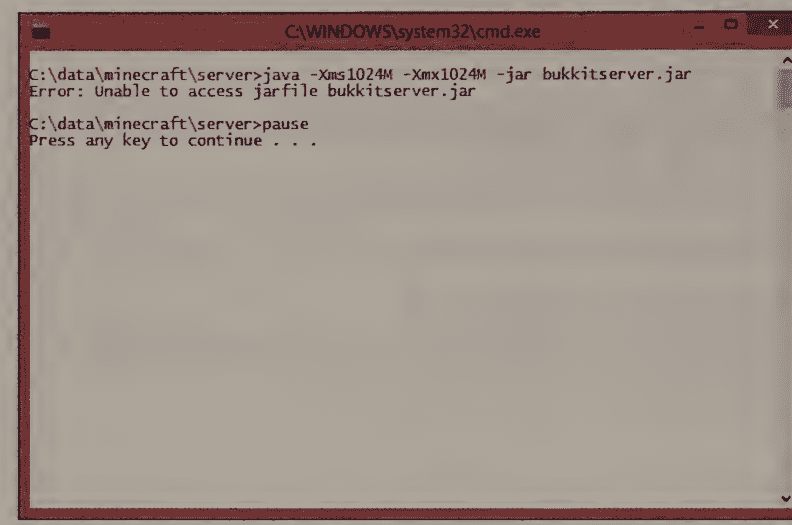 C:\WINDOWS\system32\cmd.exe
C:\data\minecraft\server>java -Xms1024M -Xmx1024M -jar bukkitserver.jar
Error: Unable to access jarfile bukkitserver.jar
C:\data\minecraft\server>pause
Press any key to continue . . .